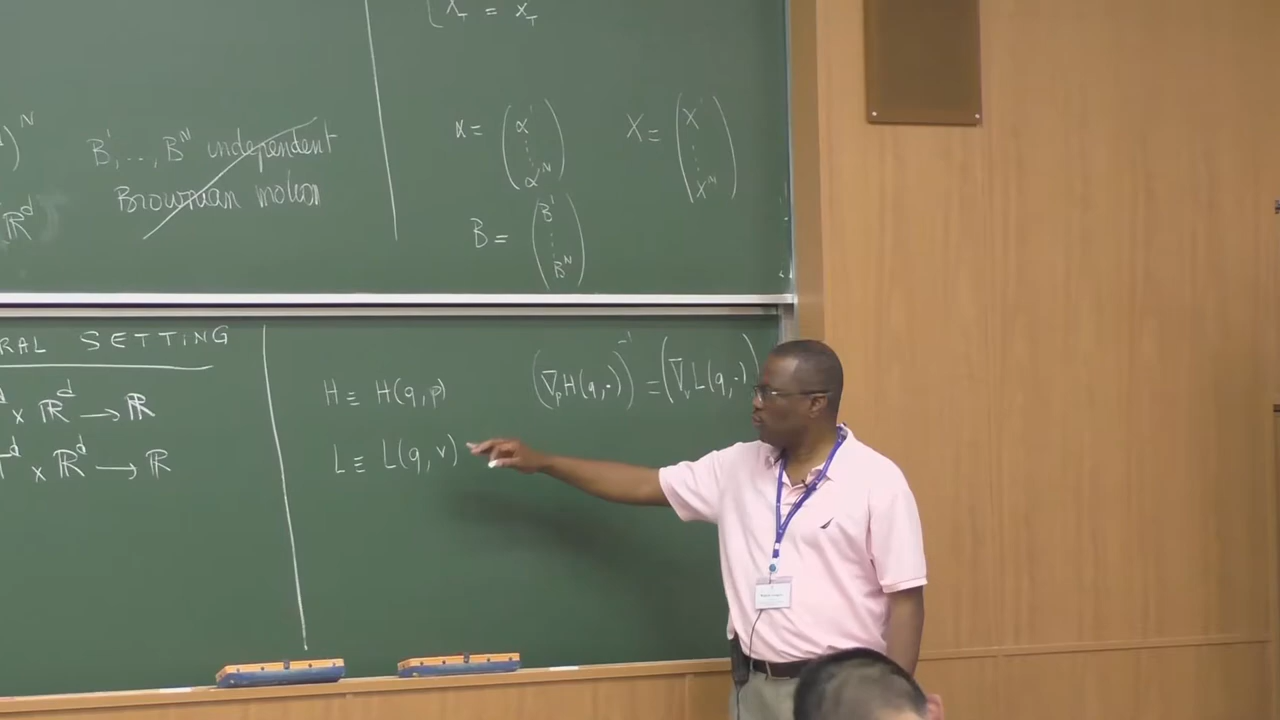 X_T = x_T
)^N
B^1, ..., B^N independent
Brownian motion
ℝ^d
α = (α^1 ⋮ α^N)
X = (X^1 ⋮ X^N)
B = (B^1 ⋮ B^N)
RAL SETTING
^d × ℝ^d → ℝ
^d × ℝ^d → ℝ
H ≡ H(q,p)
L ≡ L(q,v)
(∇_p H(q,·))^{-1} = (∇_v L(q,·))